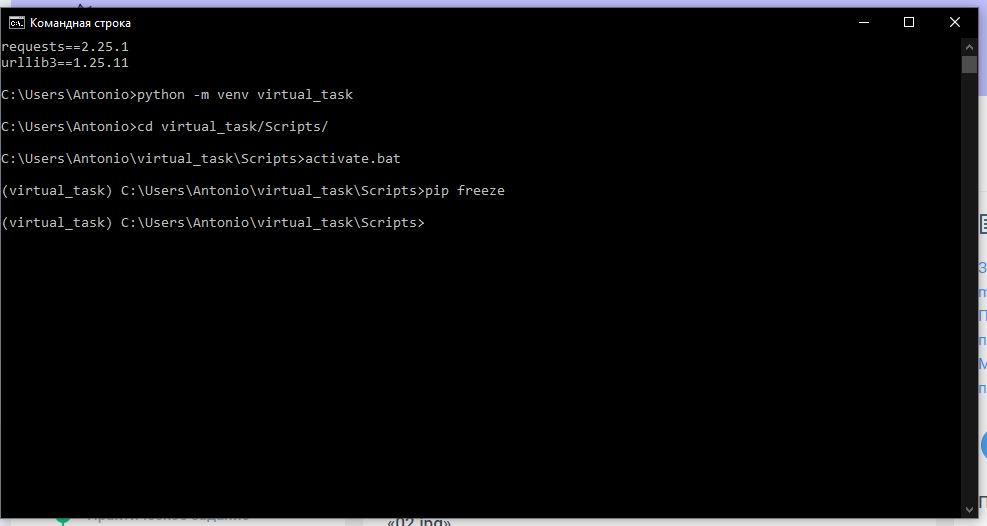 Командная строка
requests==2.25.1
urllib3==1.25.11
C:\Users\Antonio>python -m venv virtual_task
C:\Users\Antonio>cd virtual_task/Scripts/
C:\Users\Antonio\virtual_task\Scripts>activate.bat
(virtual_task) C:\Users\Antonio\virtual_task\Scripts>pip freeze
(virtual_task) C:\Users\Antonio\virtual_task\Scripts>
«02.jpg»